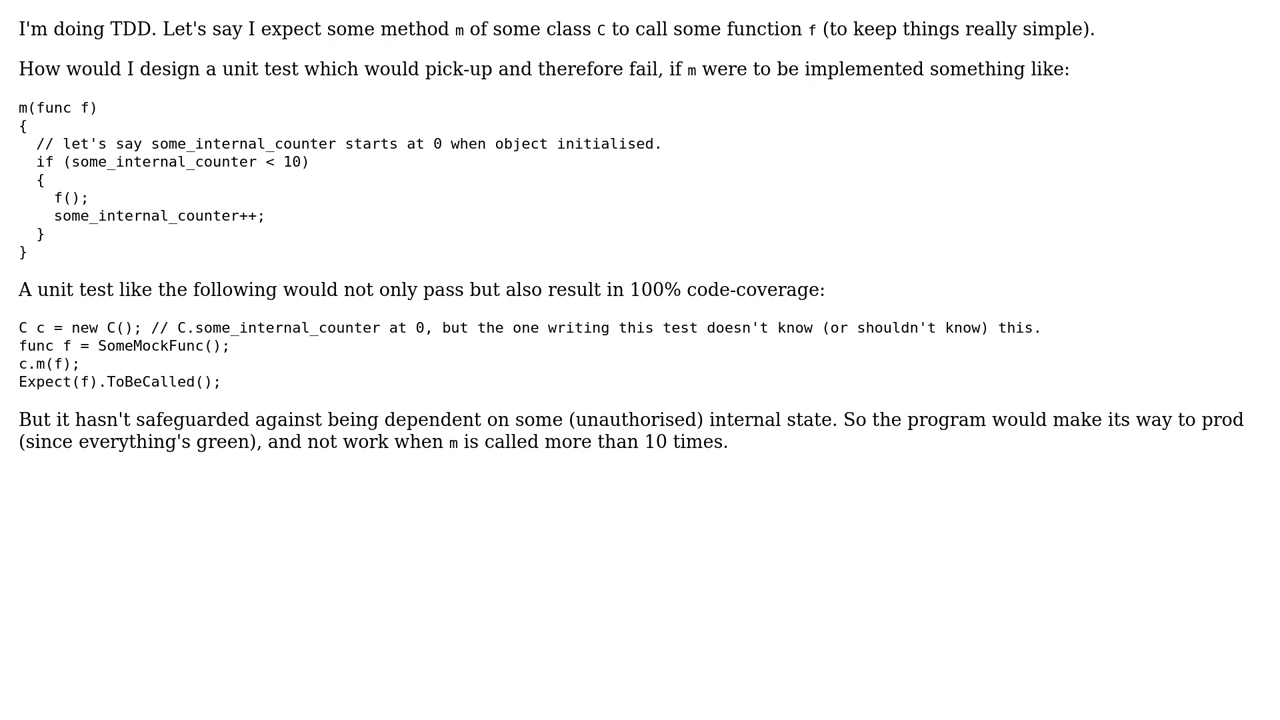 I'm doing TDD. Let's say I expect some method m of some class C to call some function f (to keep things really simple).
How would I design a unit test which would pick-up and therefore fail, if m were to be implemented something like:
m(func f)
{
  // let's say some_internal_counter starts at 0 when object initialised.
  if (some_internal_counter < 10)
  {
    f();
    some_internal_counter++;
  }
}
A unit test like the following would not only pass but also result in 100% code-coverage:
C c = new C(); // C.some_internal_counter at 0, but the one writing this test doesn't know (or shouldn't know) this.
func f = SomeMockFunc();
c.m(f);
Expect(f).ToBeCalled();
But it hasn't safeguarded against being dependent on some (unauthorised) internal state. So the program would make its way to prod
(since everything's green), and not work when m is called more than 10 times.